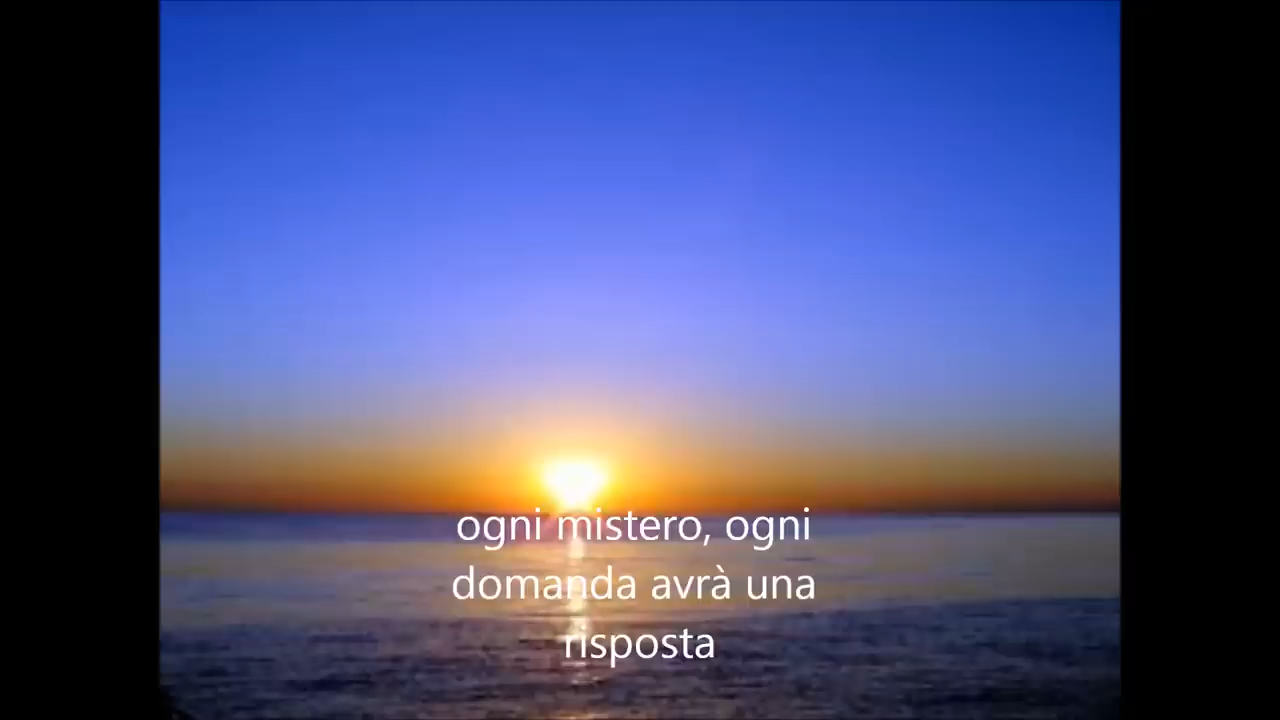 ogni mistero, ogni
domanda avrà una
risposta